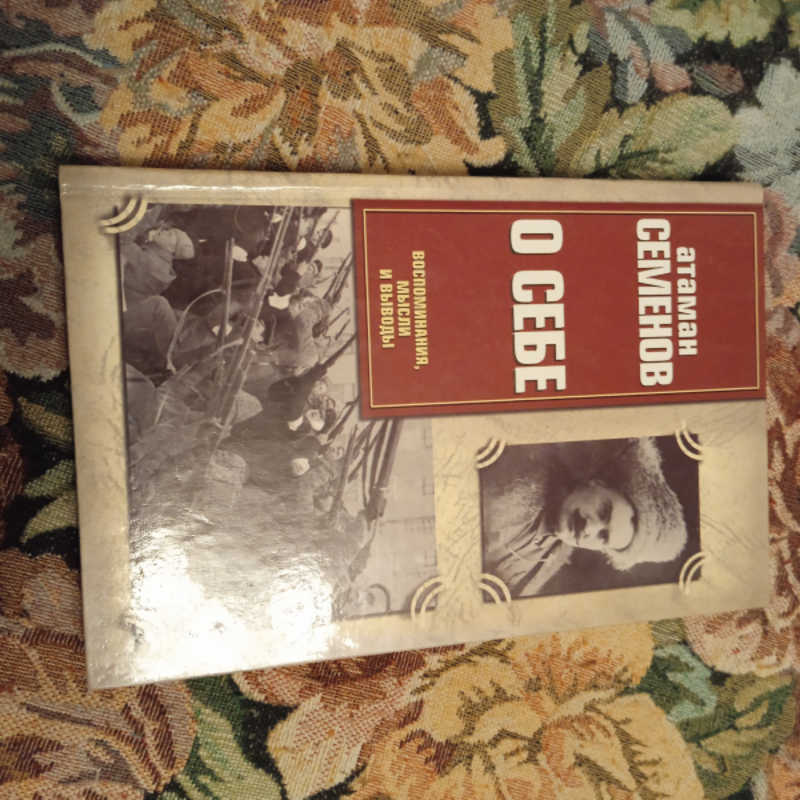 атаман
СЕМЕНОВ
О СЕБЕ
ВОСПОМИНАНИЯ,
МЫСЛИ
И ВЫВОДЫ